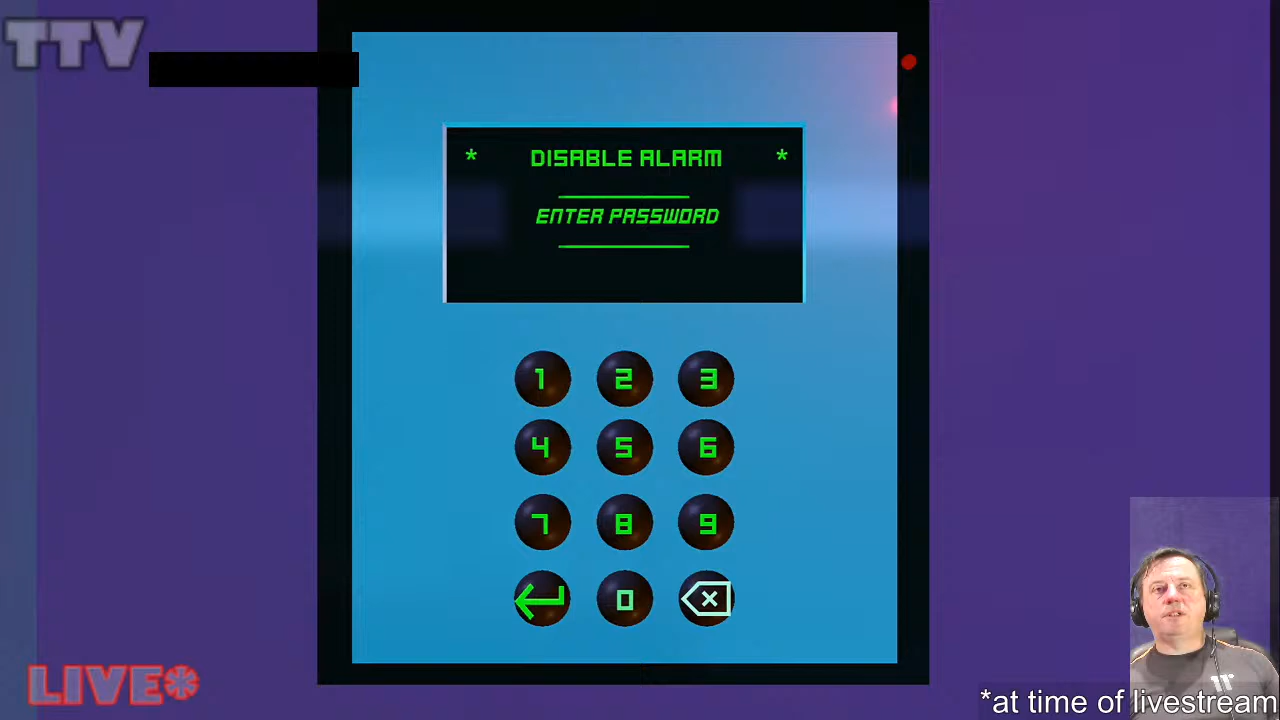 TTV
* DISABLE ALARM *
ENTER PASSWORD
1 2 3
4 5 6
7 8 9
0
LIVE*
*at time of livestream